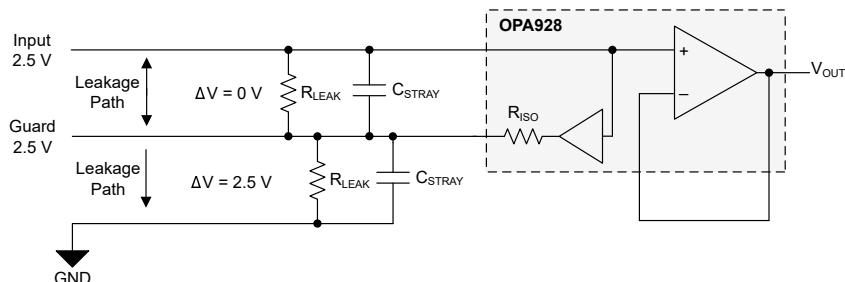 OPA928
Input
2.5 V
Leakage
Path
ΔV = 0 V
RLEAK
CSTRAY
+
−
VOUT
RISO
Guard
2.5 V
Leakage
Path
ΔV = 2.5 V
RLEAK
CSTRAY
GND